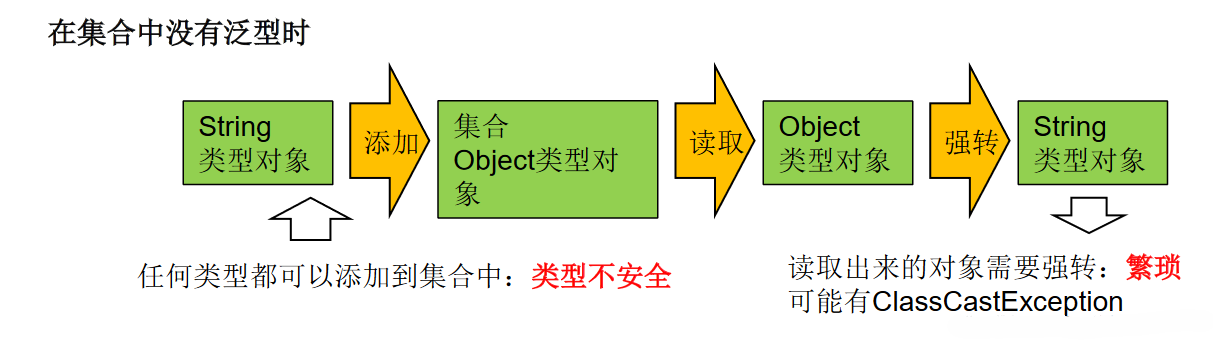 在集合中没有泛型时
String
类型对象
添加
集合
Object类型对
象
读取
Object
类型对象
强转
String
类型对象
任何类型都可以添加到集合中：类型不安全
读取出来的对象需要强转：繁琐
可能有ClassCastException